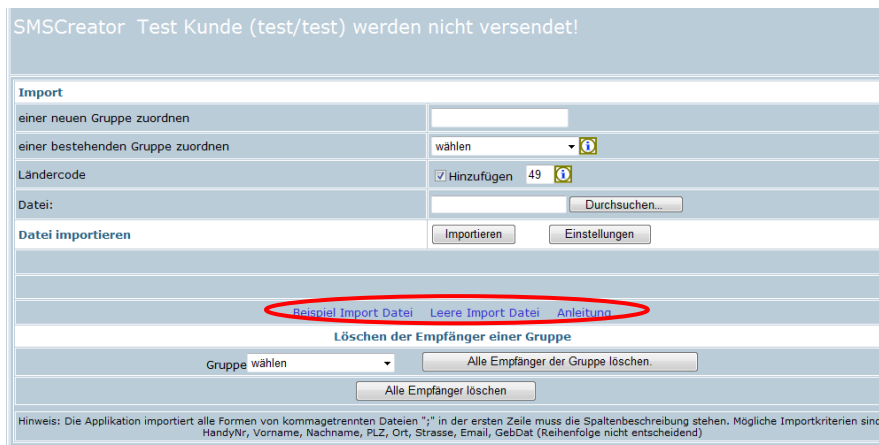 SMSCreator Test Kunde (test/test) werden nicht versendet!
Import
einer neuen Gruppe zuordnen
einer bestehenden Gruppe zuordnen wählen
Ländercode Hinzufügen 49
Datei: Durchsuchen...
Datei importieren Importieren Einstellungen
Beispiel Import Datei Leere Import Datei Anleitung
Löschen der Empfänger einer Gruppe
Gruppe wählen Alle Empfänger der Gruppe löschen.
Alle Empfänger löschen
Hinweis: Die Applikation importiert alle Formen von kommagetrennten Dateien ";" in der ersten Zeile muss die Spaltenbeschreibung stehen. Mögliche Importkriterien sind
HandyNr, Vorname, Nachname, PLZ, Ort, Strasse, Email, GebDat (Reihenfolge nicht entscheidend)